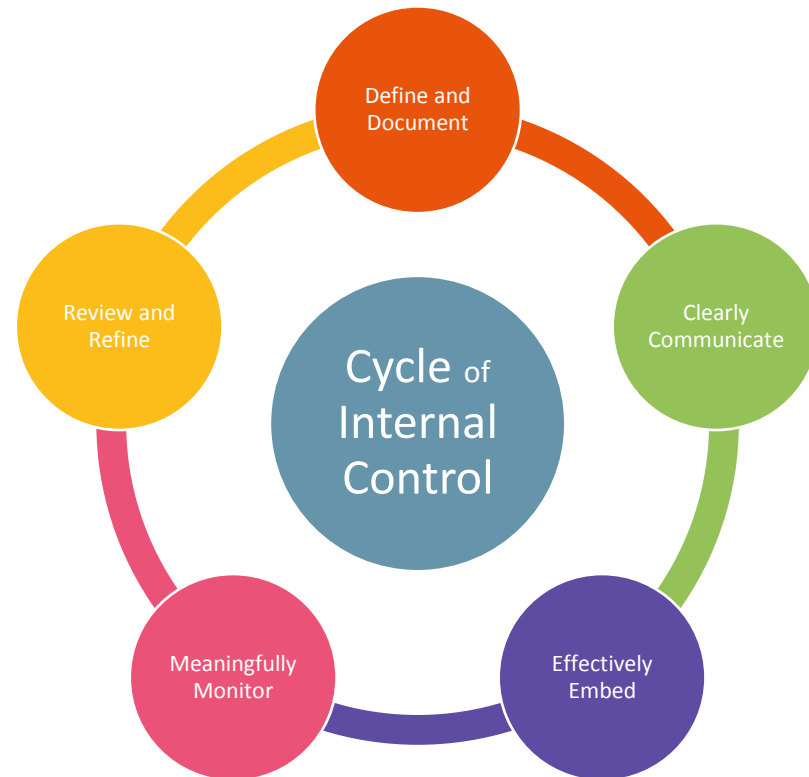 Define and
Document
Clearly
Communicate
Effectively
Embed
Meaningfully
Monitor
Review and
Refine
Cycle of
Internal
Control